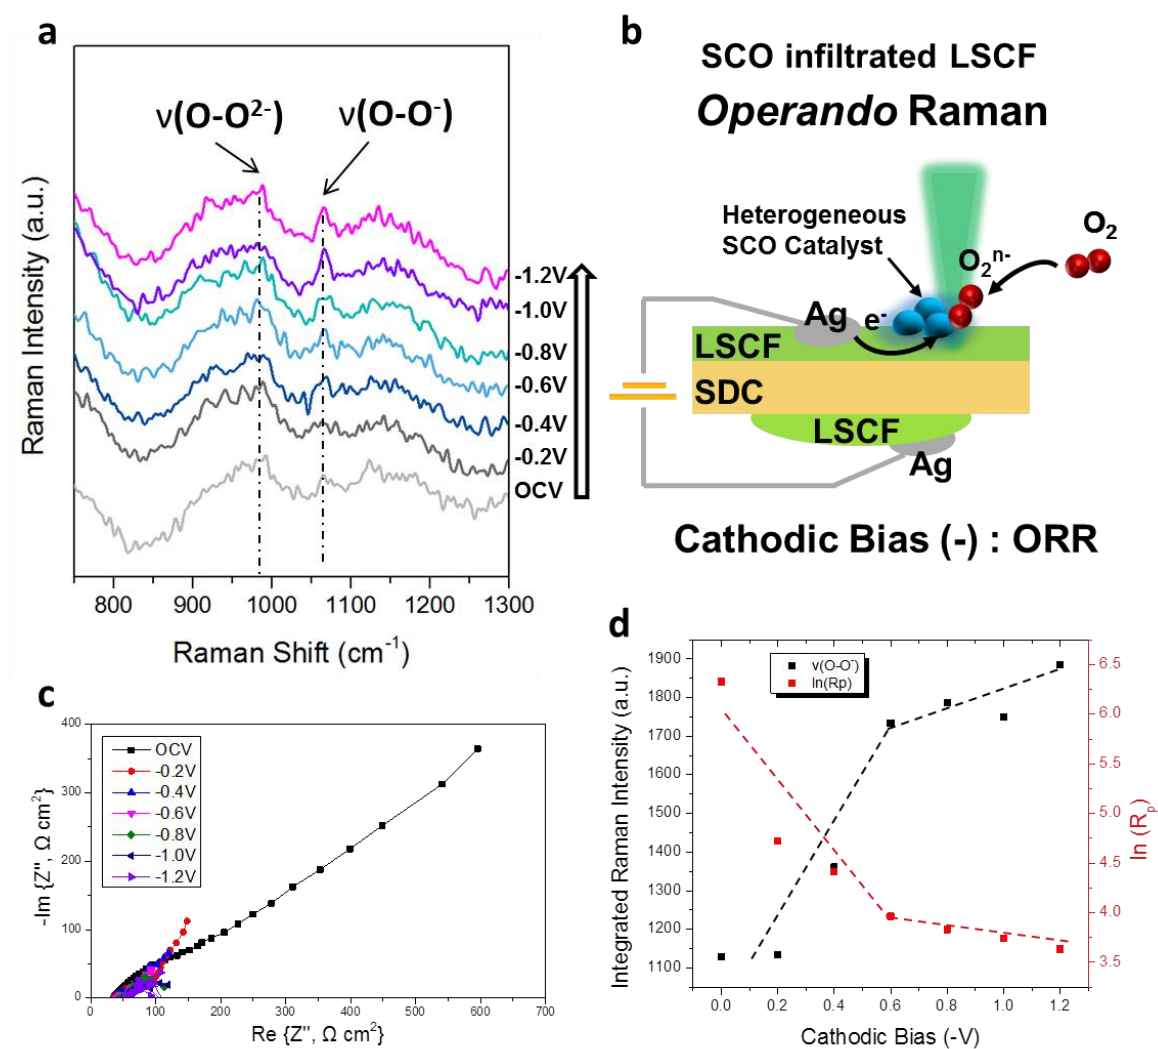 a
ν(O-O²⁻)
ν(O-O⁻)
Raman Intensity (a.u.)
-1.2V
-1.0V
-0.8V
-0.6V
-0.4V
-0.2V
OCV
800
900
1000
1100
1200
1300
Raman Shift (cm⁻¹)
b
SCO infiltrated LSCF
Operando Raman
Heterogeneous
SCO Catalyst
O₂
O₂ⁿ⁻
Ag
e⁻
LSCF
SDC
LSCF
Ag
Cathodic Bias (-) : ORR
c
400
300
200
100
0
-Im {Z", Ω cm²}
OCV
-0.2V
-0.4V
-0.6V
-0.8V
-1.0V
-1.2V
0
100
200
300
400
500
600
700
Re {Z", Ω cm²}
d
1900
1800
1700
1600
1500
1400
1300
1200
1100
Integrated Raman Intensity (a.u.)
ν(O-O⁻)
ln(Rp)
6.5
6.0
5.5
5.0
4.5
4.0
3.5
ln (Rₚ)
0.0
0.2
0.4
0.6
0.8
1.0
1.2
Cathodic Bias (-V)